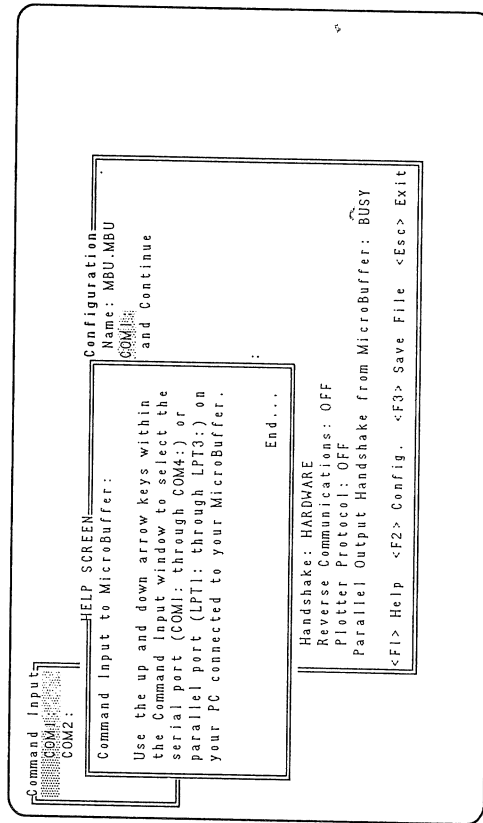 Command Input
COM1:
COM2:
HELP SCREEN
Command Input to MicroBuffer:
Use the up and down arrow keys within
the Command Input window to select the
serial port (COM1: through COM4:) or
parallel port (LPT1: through LPT3:) on
your PC connected to your MicroBuffer.
End...
Configuration
Name: MBU.MBU
COM1:
and Continue
:
Handshake: HARDWARE
Reverse Communications: OFF
Plotter Protocol: OFF
Parallel Output Handshake from MicroBuffer: BUSY
<F1> Help <F2> Config. <F3> Save File <Esc> Exit